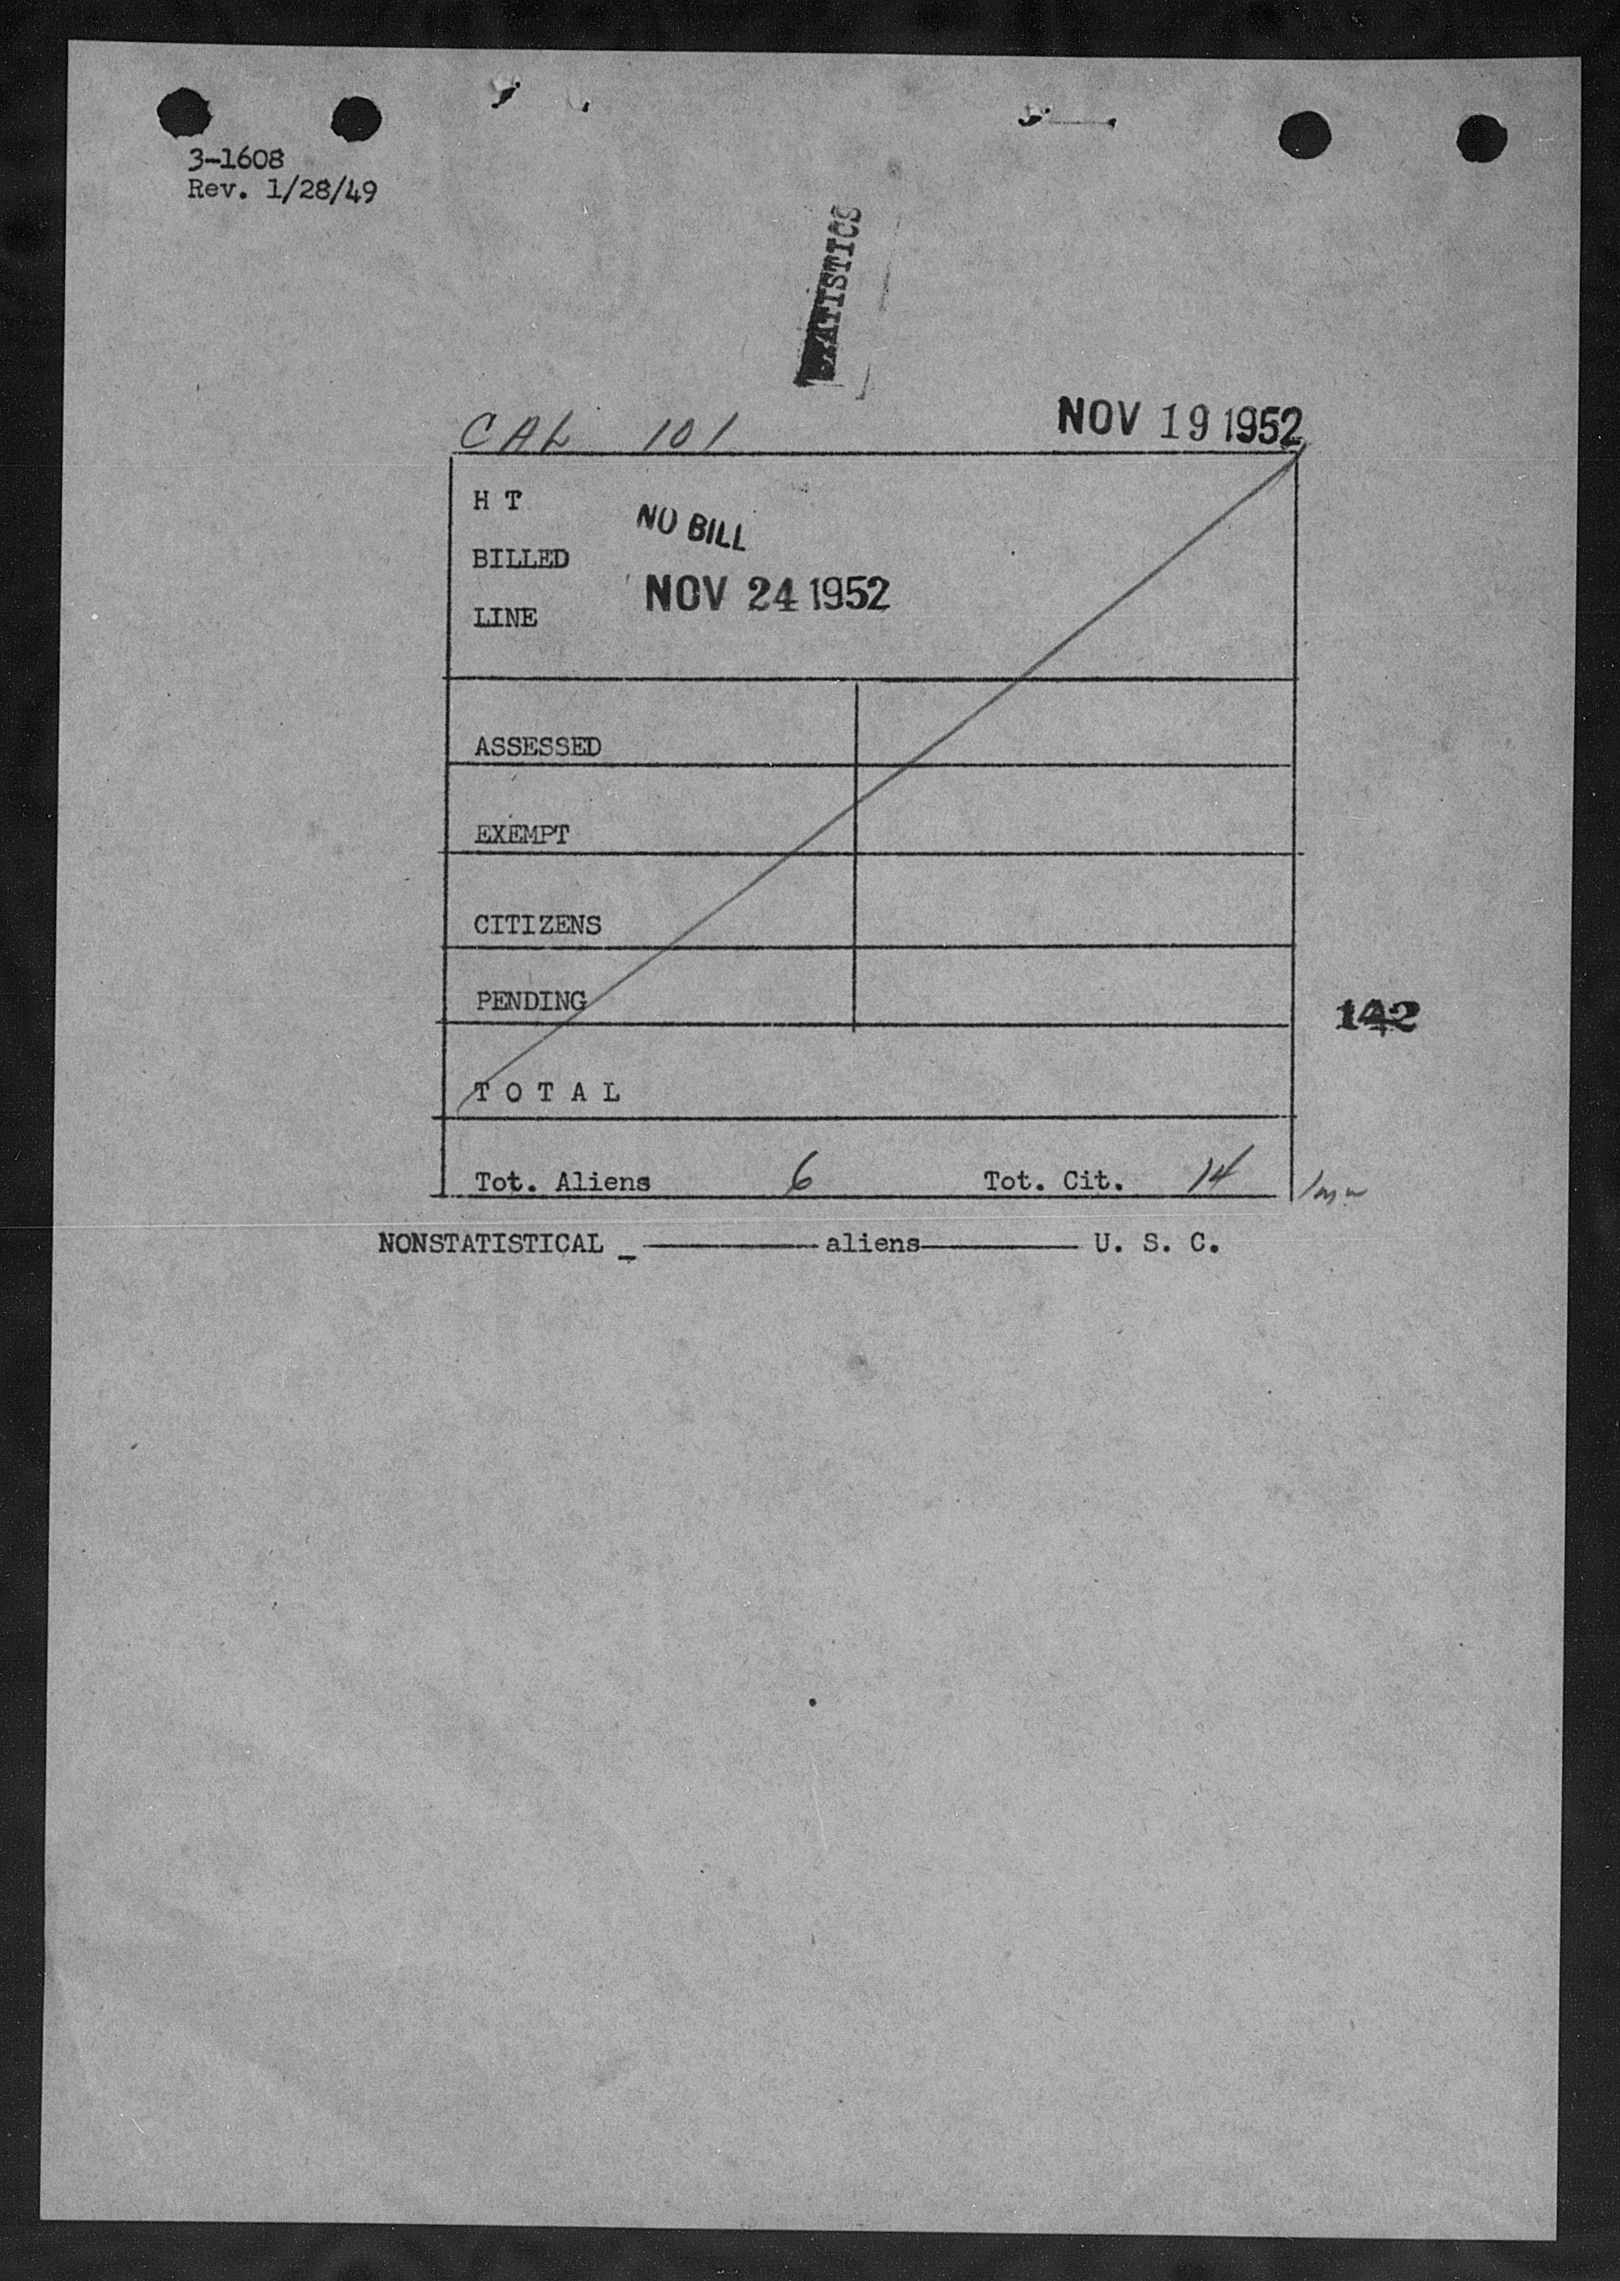 3-1608
Rev. 1/28/49
STATISTICS
CAL 101 NOV 19 1952
H T
NO BILL
BILLED
NOV 24 1952
LINE
ASSESSED
EXEMPT
CITIZENS
PENDING
142
T O T A L
Tot. Aliens 6 Tot. Cit. 14
NONSTATISTICAL _ aliens U. S. C.